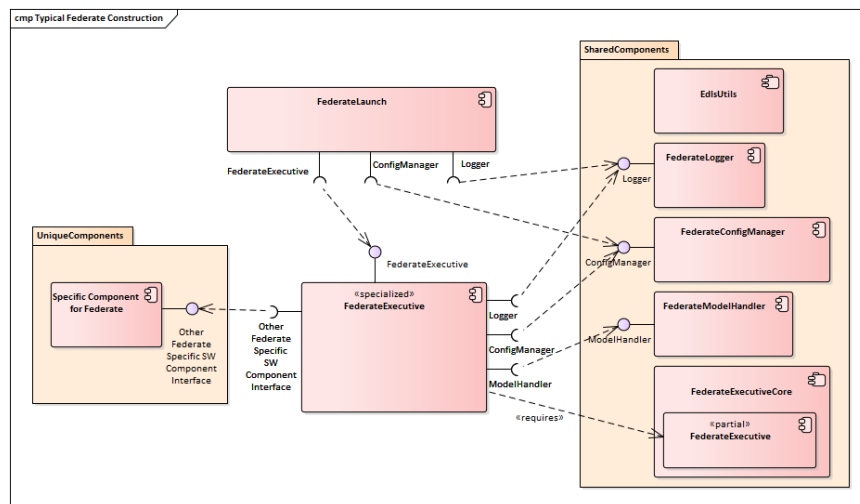 cmp Typical Federate Construction
SharedComponents
EdlsUtils
FederateLaunch
FederateExecutive
ConfigManager
Logger
FederateLogger
Logger
FederateConfigManager
ConfigManager
UniqueComponents
Specific Component
for Federate
Other
Federate
Specific SW
Component
Interface
Other
Federate
Specific
SW
Component
Interface
FederateExecutive
«specialized»
FederateExecutive
Logger
ConfigManager
ModelHandler
FederateModelHandler
ModelHandler
«requires»
FederateExecutiveCore
«partial»
FederateExecutive